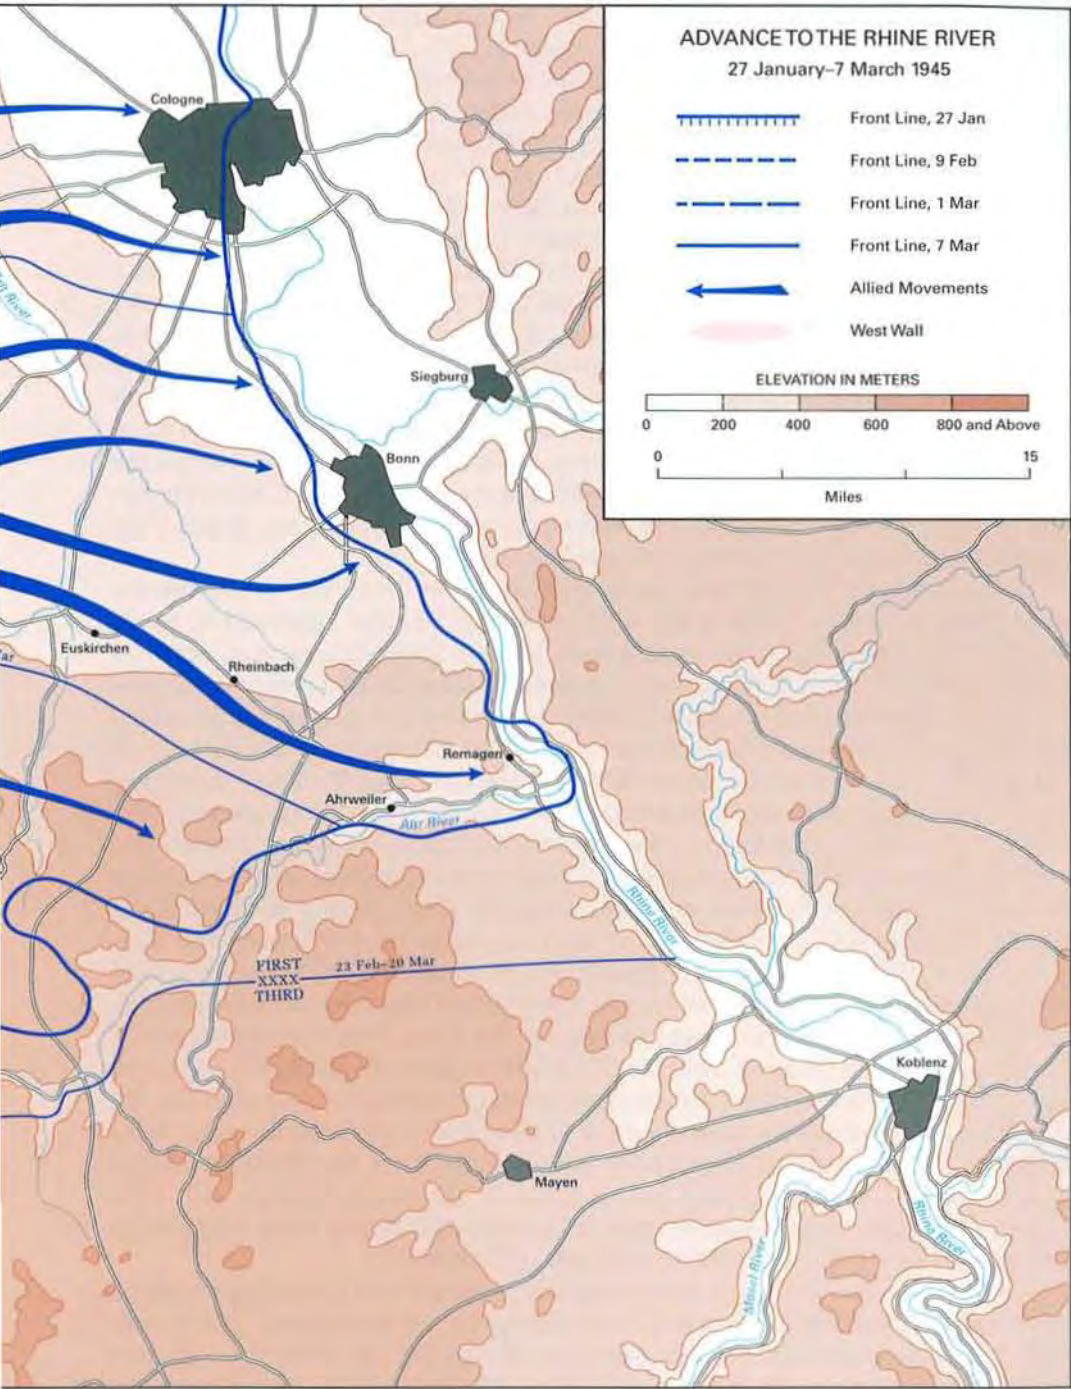 ADVANCE TO THE RHINE RIVER
27 January–7 March 1945
Front Line, 27 Jan
Front Line, 9 Feb
Front Line, 1 Mar
Front Line, 7 Mar
Allied Movements
West Wall
ELEVATION IN METERS
0 200 400 600 800 and Above
0 15
Miles
Cologne
River
Siegburg
Bonn
Euskirchen
Rheinbach
ar
Remagen
Ahrweiler
Ahr River
Rhine River
FIRST
XXXX
THIRD
23 Feb–20 Mar
Koblenz
Mayen
Rhine River
Mosel River